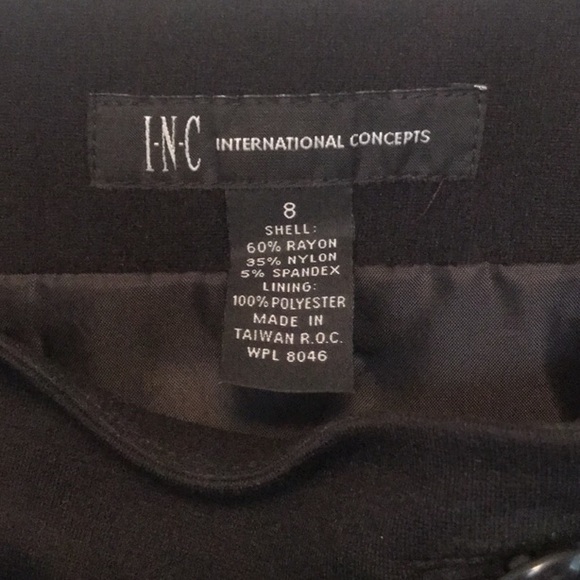 I·N·C INTERNATIONAL CONCEPTS
8
SHELL:
60% RAYON
35% NYLON
5% SPANDEX
LINING:
100% POLYESTER
MADE IN
TAIWAN R.O.C.
WPL 8046